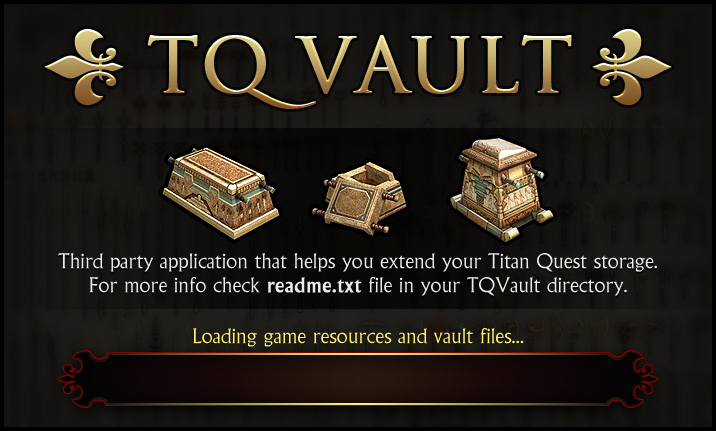 TQ VAULT
Third party application that helps you extend your Titan Quest storage.
For more info check readme.txt file in your TQVault directory.
Loading game resources and vault files...